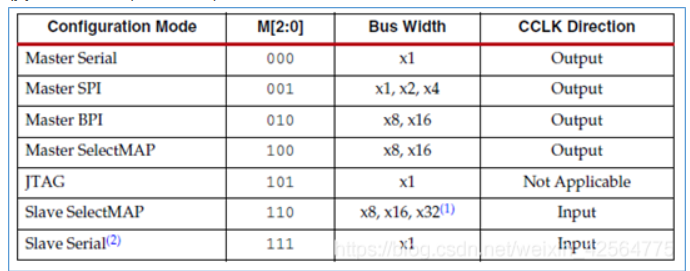 Configuration Mode M[2:0] Bus Width CCLK Direction
Master Serial 000 x1 Output
Master SPI 001 x1, x2, x4 Output
Master BPI 010 x8, x16 Output
Master SelectMAP 100 x8, x16 Output
JTAG 101 x1 Not Applicable
Slave SelectMAP 110 x8, x16, x32(1) Input
Slave Serial(2) 111 x1 Input
https://blog.csdn.net/weixin_42564775